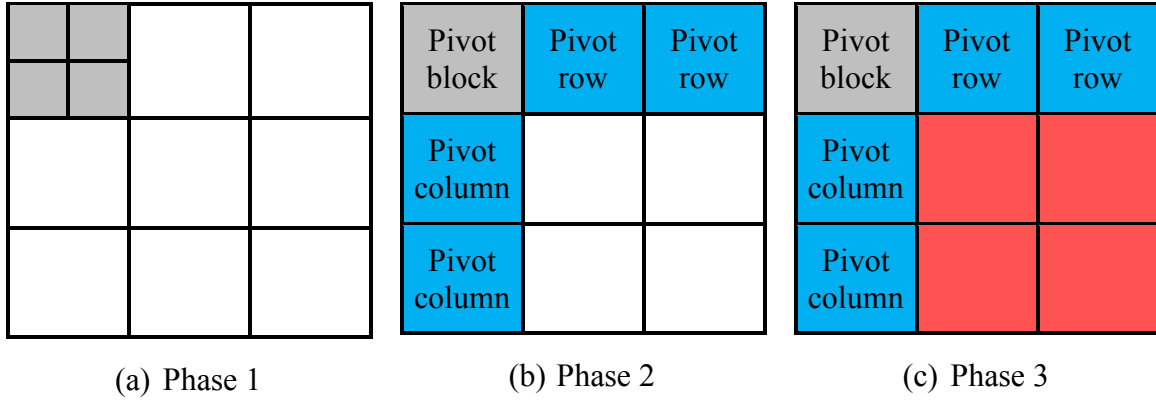 Pivot
block
Pivot
row
Pivot
row
Pivot
column
Pivot
column
Pivot
block
Pivot
row
Pivot
row
Pivot
column
Pivot
column
(a) Phase 1
(b) Phase 2
(c) Phase 3